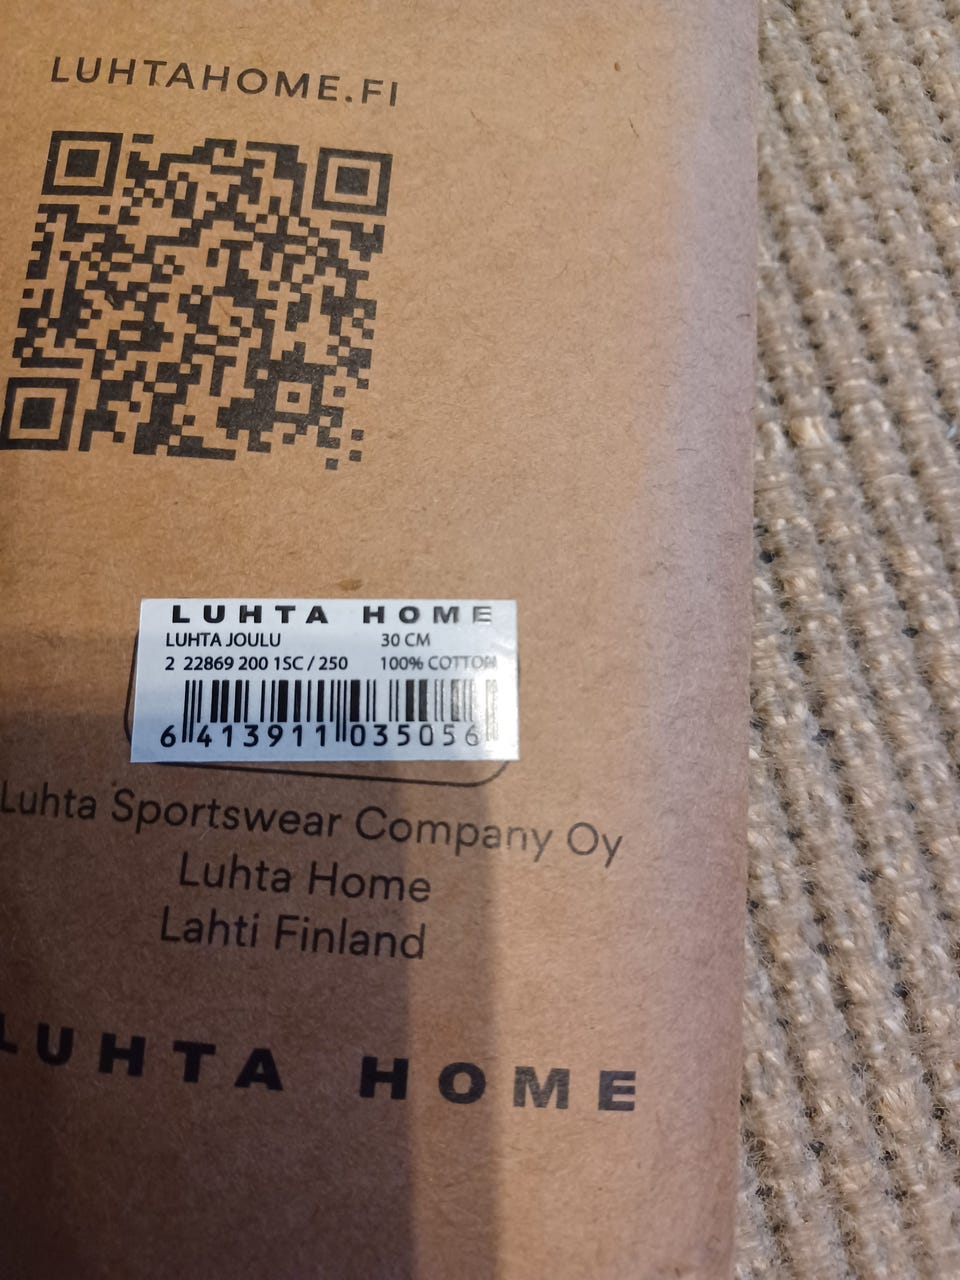 LUHTAHOME.FI
LUHTA HOME
LUHTA JOULU 30 CM
2 22869 200 1SC / 250 100% COTTON
6 413911 035056
Luhta Sportswear Company Oy
Luhta Home
Lahti Finland
LUHTA HOME